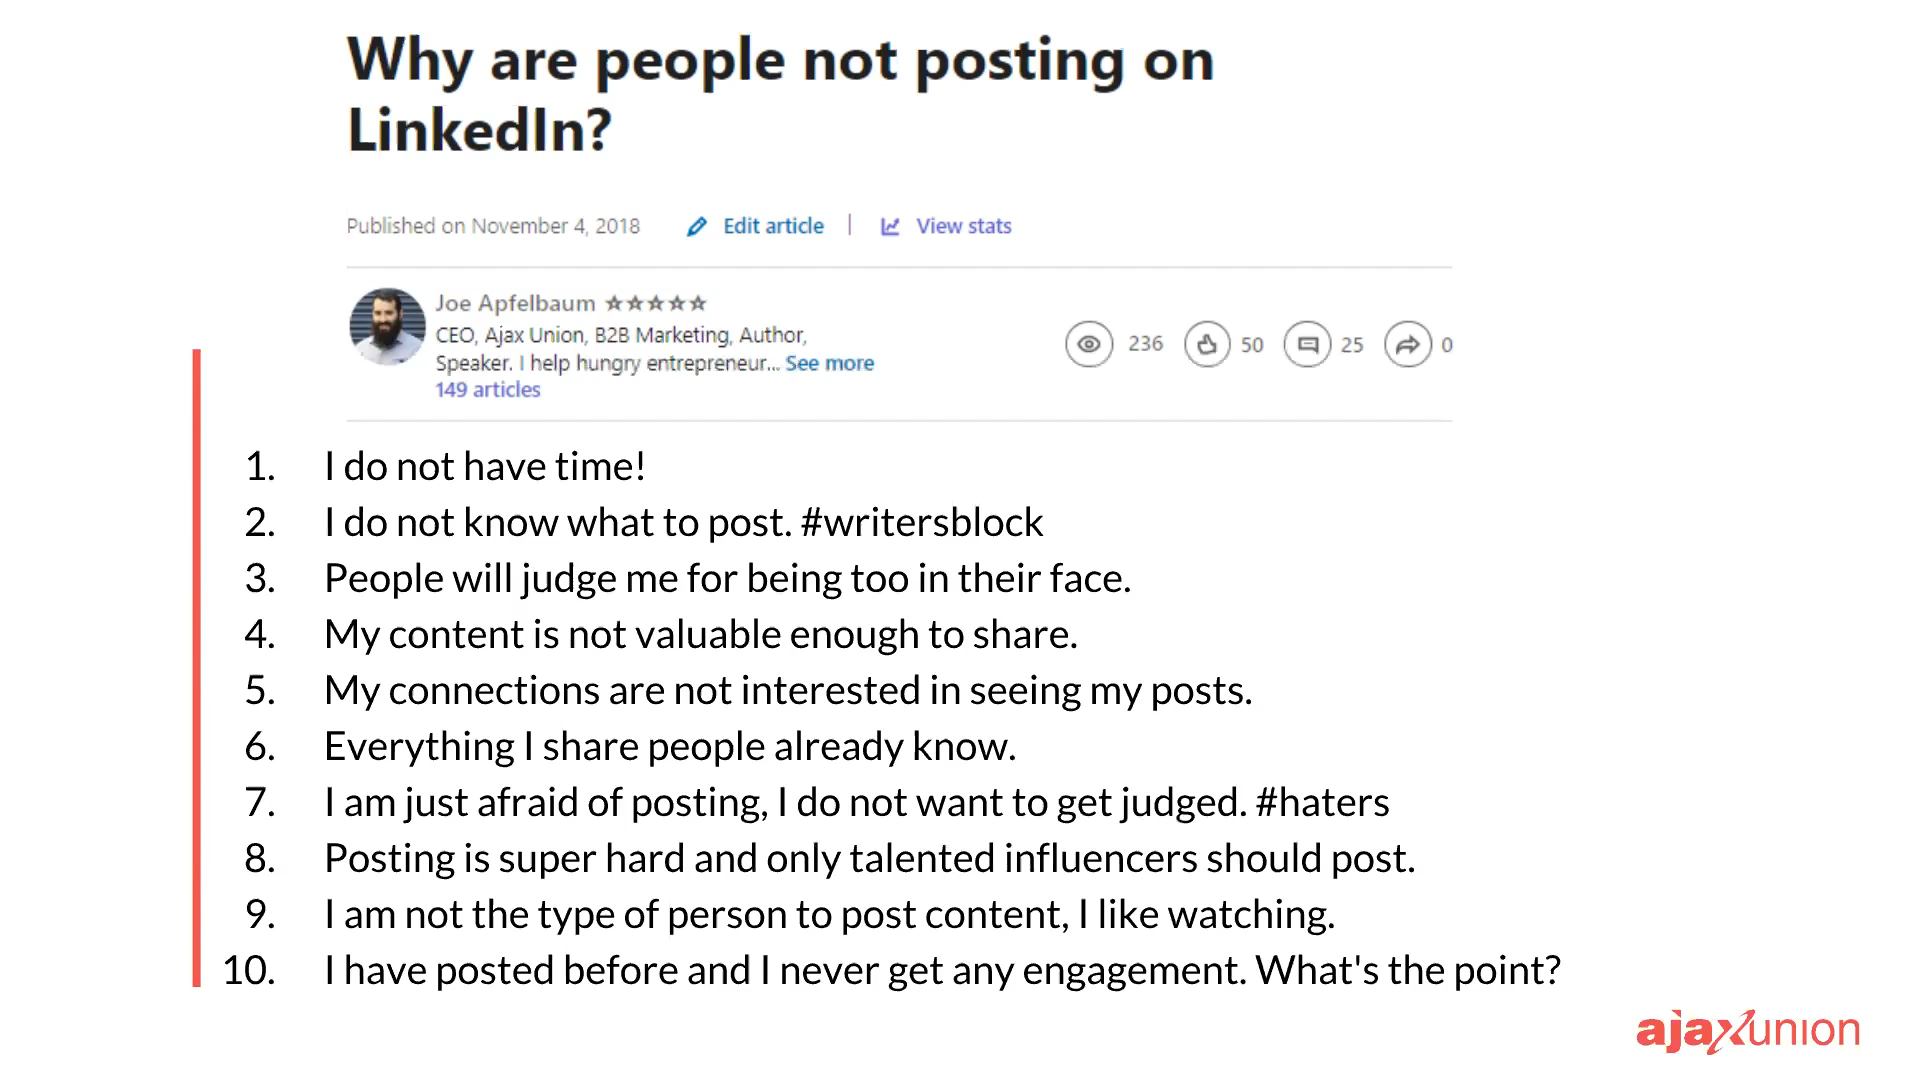 Why are people not posting on
LinkedIn?
Published on November 4, 2018 Edit article | View stats
Joe Apfelbaum ☆☆☆☆☆
CEO, Ajax Union, B2B Marketing, Author,
Speaker. I help hungry entrepreneur... See more
149 articles
236 50 25 0
1. I do not have time!
2. I do not know what to post. #writersblock
3. People will judge me for being too in their face.
4. My content is not valuable enough to share.
5. My connections are not interested in seeing my posts.
6. Everything I share people already know.
7. I am just afraid of posting, I do not want to get judged. #haters
8. Posting is super hard and only talented influencers should post.
9. I am not the type of person to post content, I like watching.
10. I have posted before and I never get any engagement. What's the point?
ajaxunion